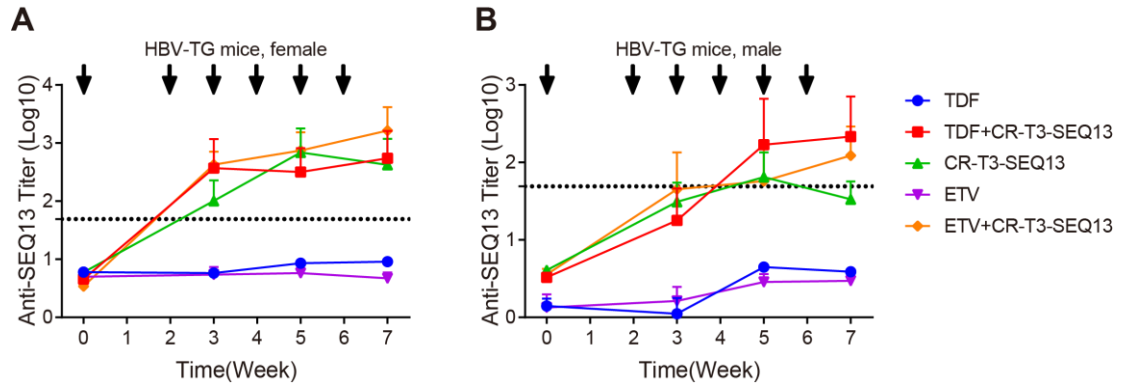 A
HBV-TG mice, female
Anti-SEQ13 Titer (Log10)
4
3
2
1
0
0 1 2 3 4 5 6 7
Time(Week)
B
HBV-TG mice, male
Anti-SEQ13 Titer (Log10)
3
2
1
0
0 1 2 3 4 5 6 7
Time(Week)
TDF
TDF+CR-T3-SEQ13
CR-T3-SEQ13
ETV
ETV+CR-T3-SEQ13